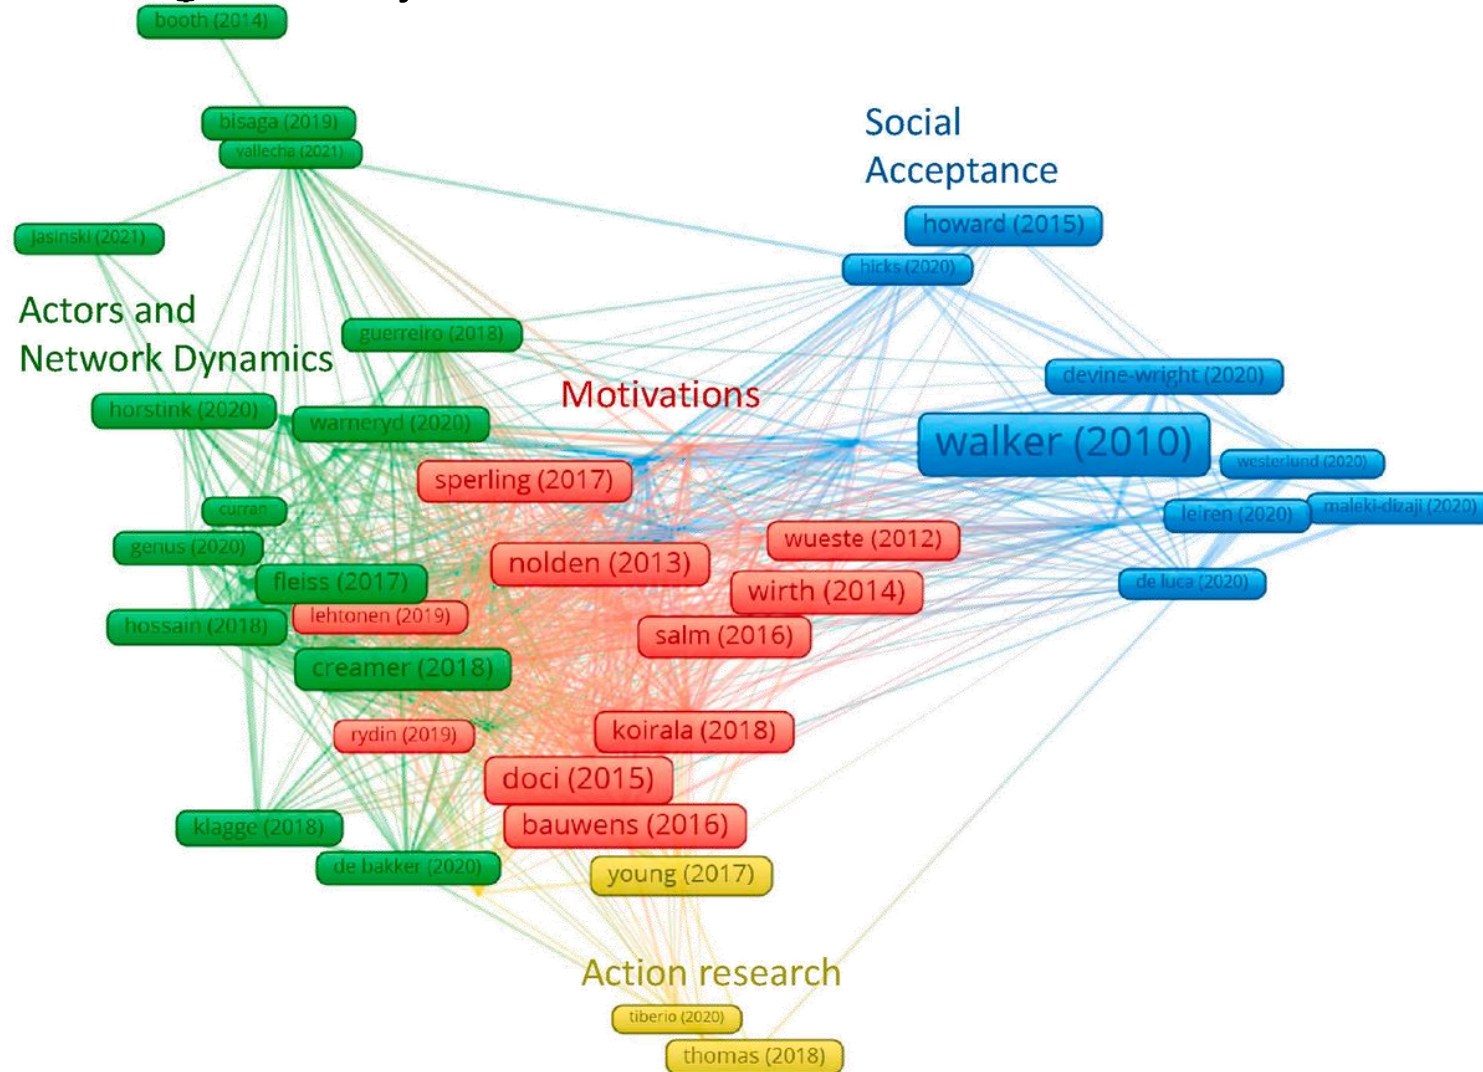 booth (2014)
bisaga (2019)
vallecha (2021)
Social
Acceptance
howard (2015)
jasinski (2021)
hicks (2020)
Actors and
Network Dynamics
guerreiro (2018)
devine-wright (2020)
Motivations
horstink (2020)
warneryd (2020)
walker (2010)
westerlund (2020)
sperling (2017)
curran
leiren (2020)
maleki-dizaji (2020)
genus (2020)
wueste (2012)
nolden (2013)
fleiss (2017)
wirth (2014)
de luca (2020)
lehtonen (2019)
hossain (2018)
salm (2016)
creamer (2018)
rydin (2019)
koirala (2018)
doci (2015)
klagge (2018)
bauwens (2016)
de bakker (2020)
young (2017)
Action research
tiberio (2020)
thomas (2018)